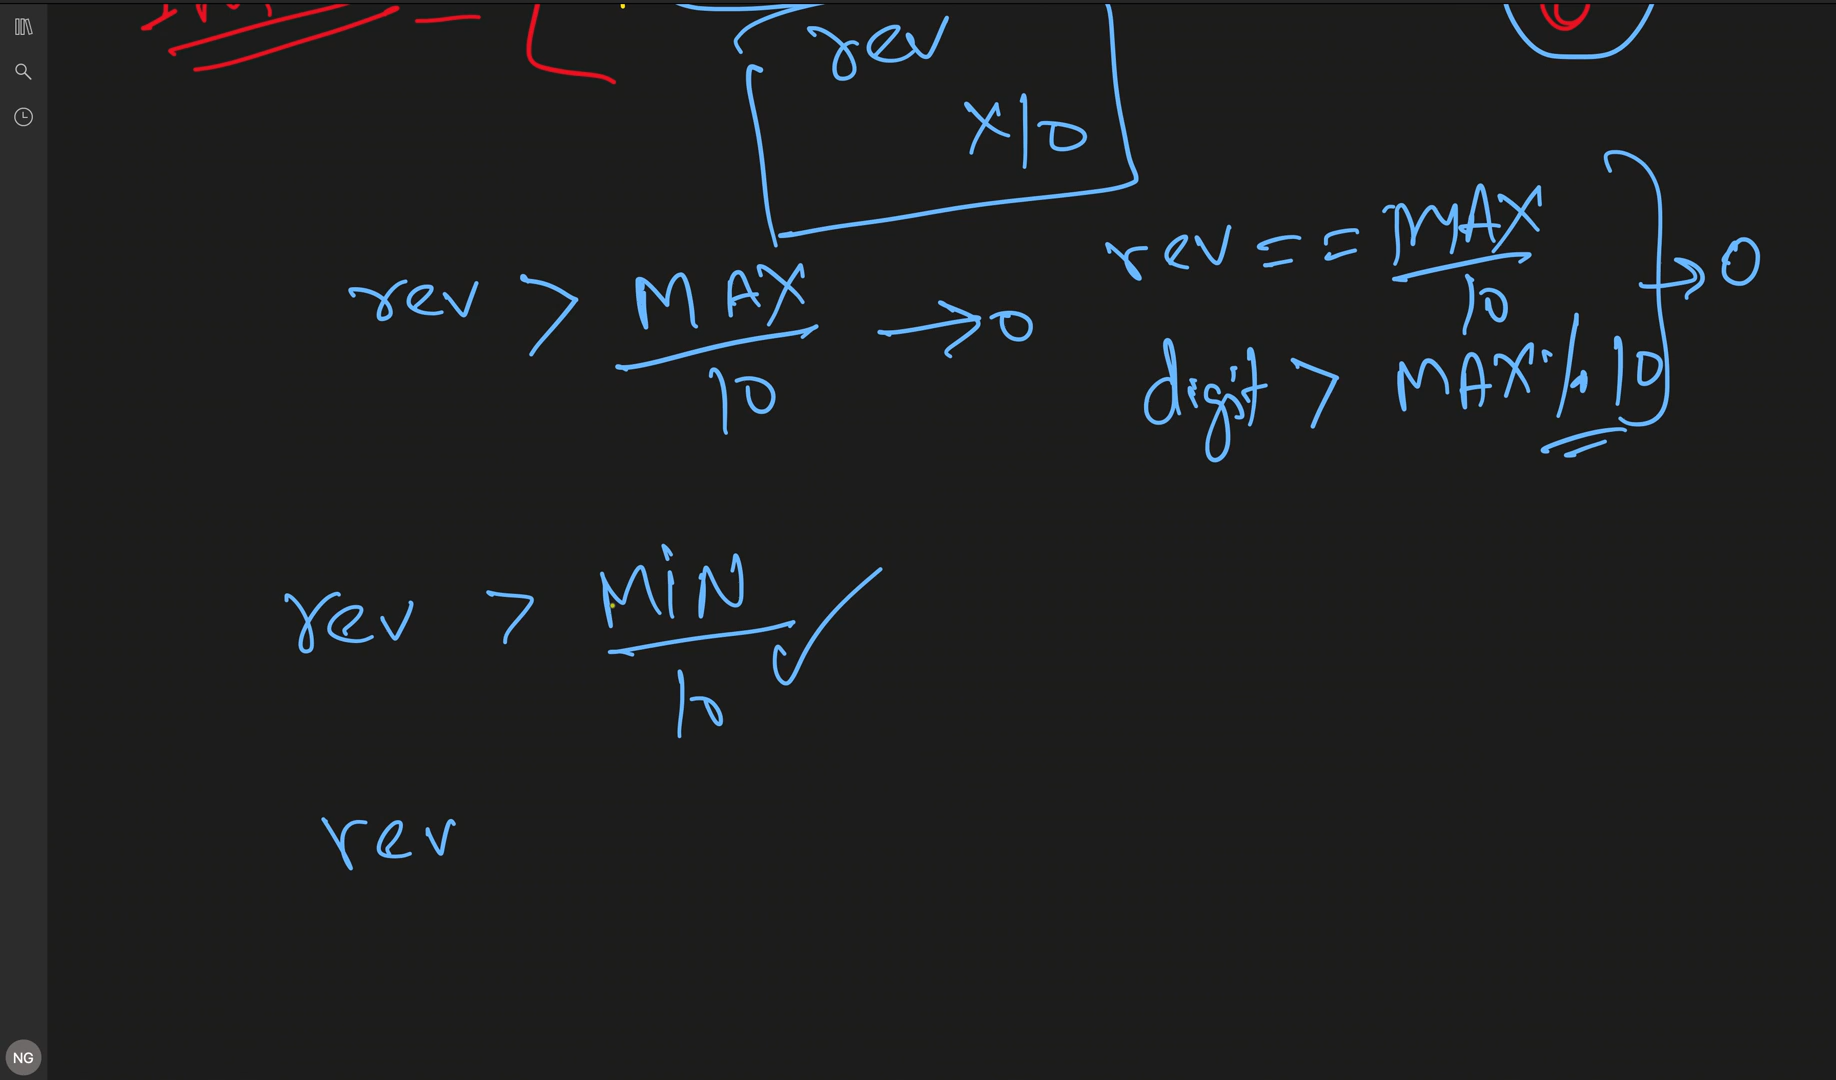 rev
x/10
rev > MAX/10 → 0
rev == MAX/10
digit > MAX % 10
→ 0
rev > MIN/10
rev
NG